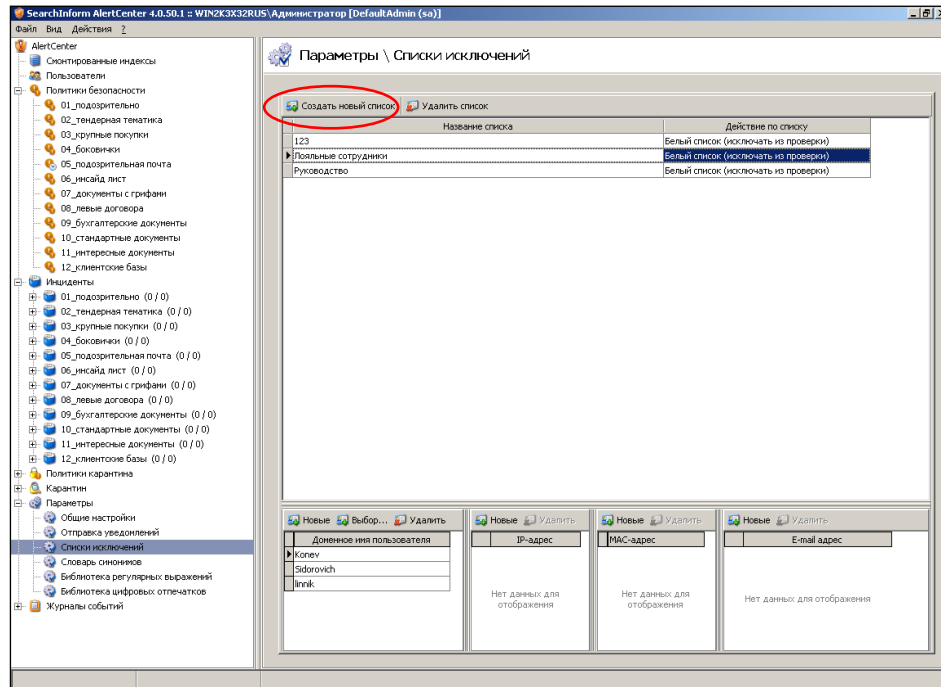 SearchInform AlertCenter 4.0.50.1 :: WIN2K3X32RUS\Администратор [DefaultAdmin (sa)]
Файл Вид Действия ?
AlertCenter
Смонтированные индексы
Пользователи
Политики безопасности
01_подозрительно
02_тендерная тематика
03_крупные покупки
04_боковички
05_подозрительная почта
06_инсайд лист
07_документы с грифами
08_левые договора
09_бухгалтерские документы
10_стандартные документы
11_интересные документы
12_клиентские базы
Инциденты
01_подозрительно (0 / 0)
02_тендерная тематика (0 / 0)
03_крупные покупки (0 / 0)
04_боковички (0 / 0)
05_подозрительная почта (0 / 0)
06_инсайд лист (0 / 0)
07_документы с грифами (0 / 0)
08_левые договора (0 / 0)
09_бухгалтерские документы (0 / 0)
10_стандартные документы (0 / 0)
11_интересные документы (0 / 0)
12_клиентские базы (0 / 0)
Политики карантина
Карантин
Параметры
Общие настройки
Отправка уведомлений
Списки исключений
Словарь синонимов
Библиотека регулярных выражений
Библиотека цифровых отпечатков
Журналы событий
Параметры \ Списки исключений
Создать новый список Удалить список
Название списка Действие по списку
123 Белый список (исключать из проверки)
Лояльные сотрудники Белый список (исключать из проверки)
Руководство Белый список (исключать из проверки)
Новые Выбор... Удалить
Доменное имя пользователя
Konev
Sidorovich
linnik
Новые Удалить
IP-адрес
Нет данных для
отображения
Новые Удалить
MAC-адрес
Нет данных для
отображения
Новые Удалить
E-mail адрес
Нет данных для отображения